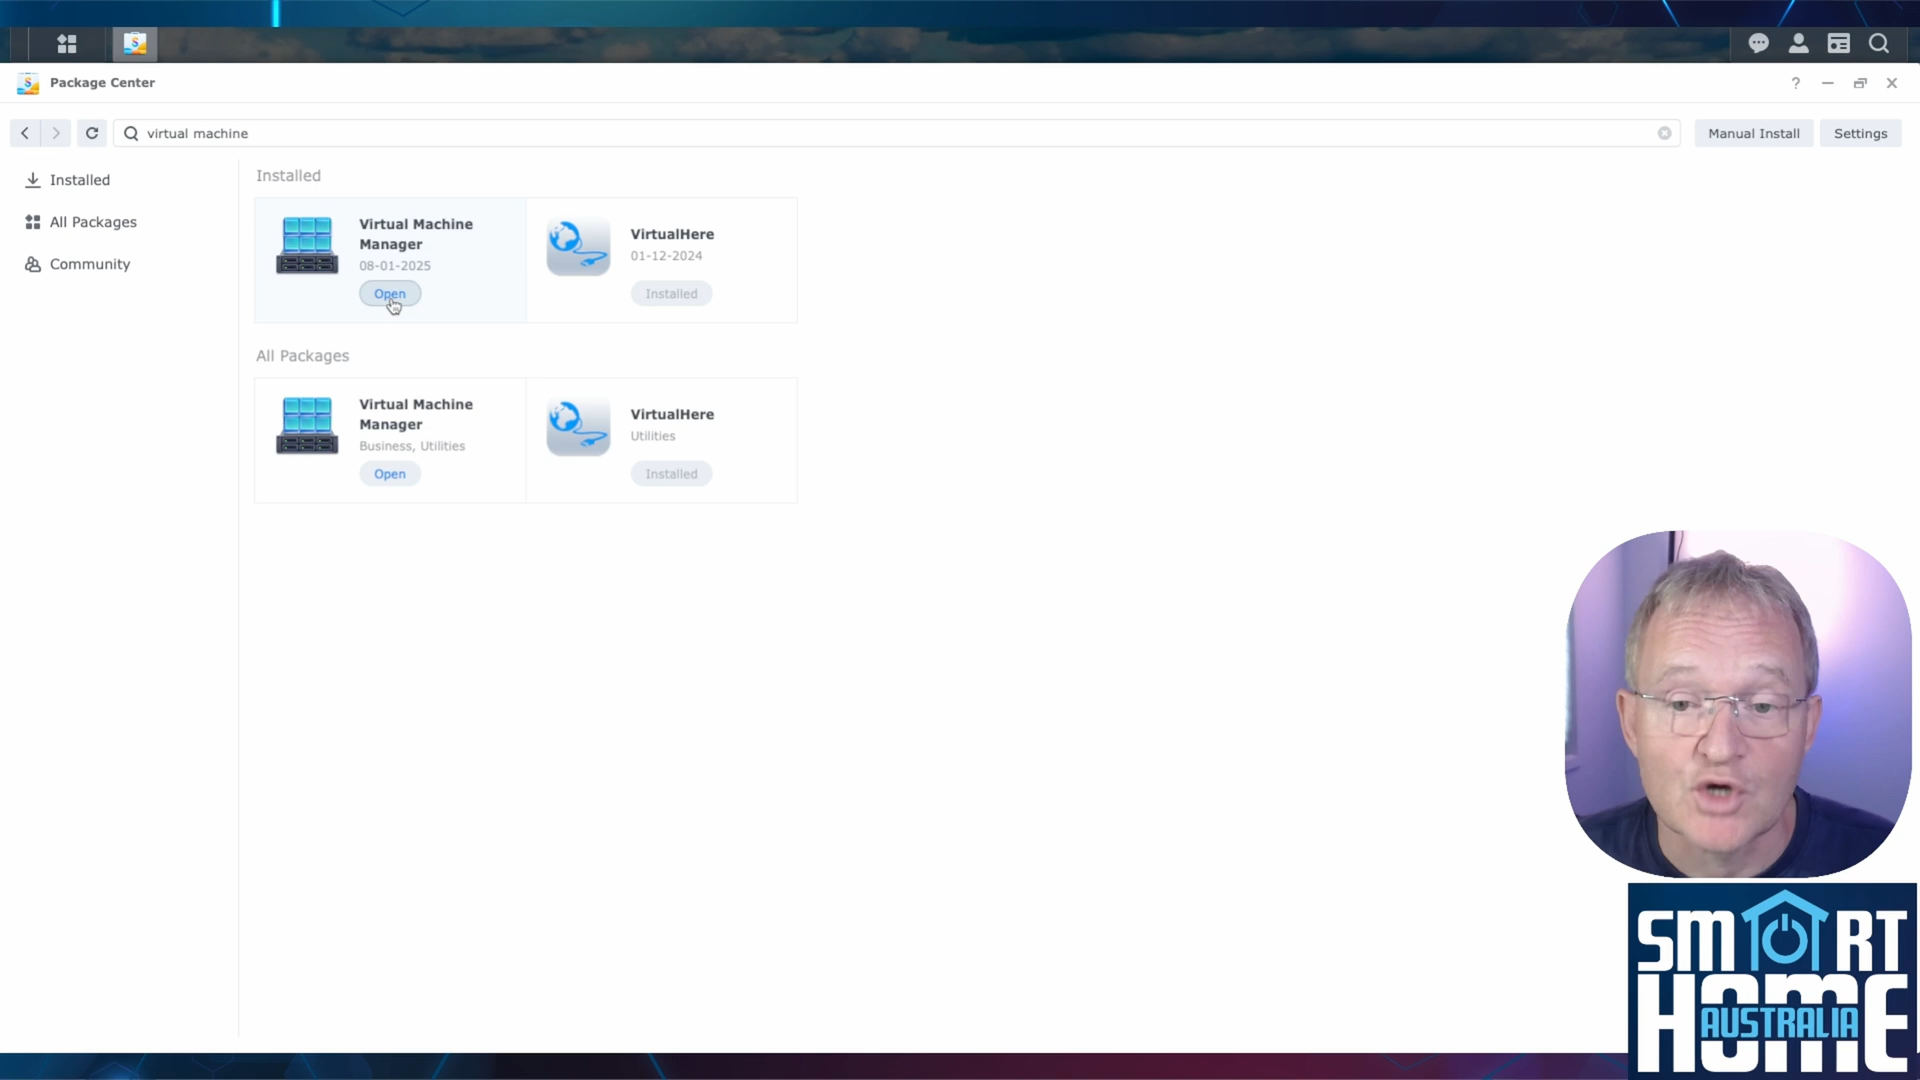 Package Center
virtual machine
Manual Install
Settings
Installed
All Packages
Community
Installed
Virtual Machine
Manager
08-01-2025
Open
VirtualHere
01-12-2024
Installed
All Packages
Virtual Machine
Manager
Business, Utilities
Open
VirtualHere
Utilities
Installed
SMART
HOME
AUSTRALIA